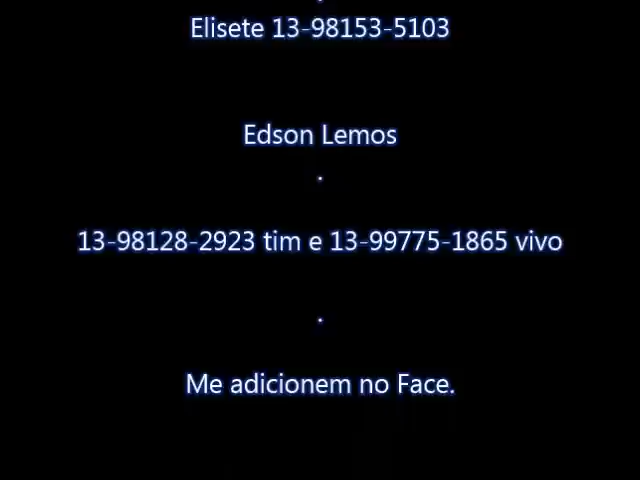 Elisete 13-98153-5103
Edson Lemos
.
13-98128-2923 tim e 13-99775-1865 vivo
.
Me adicionem no Face.